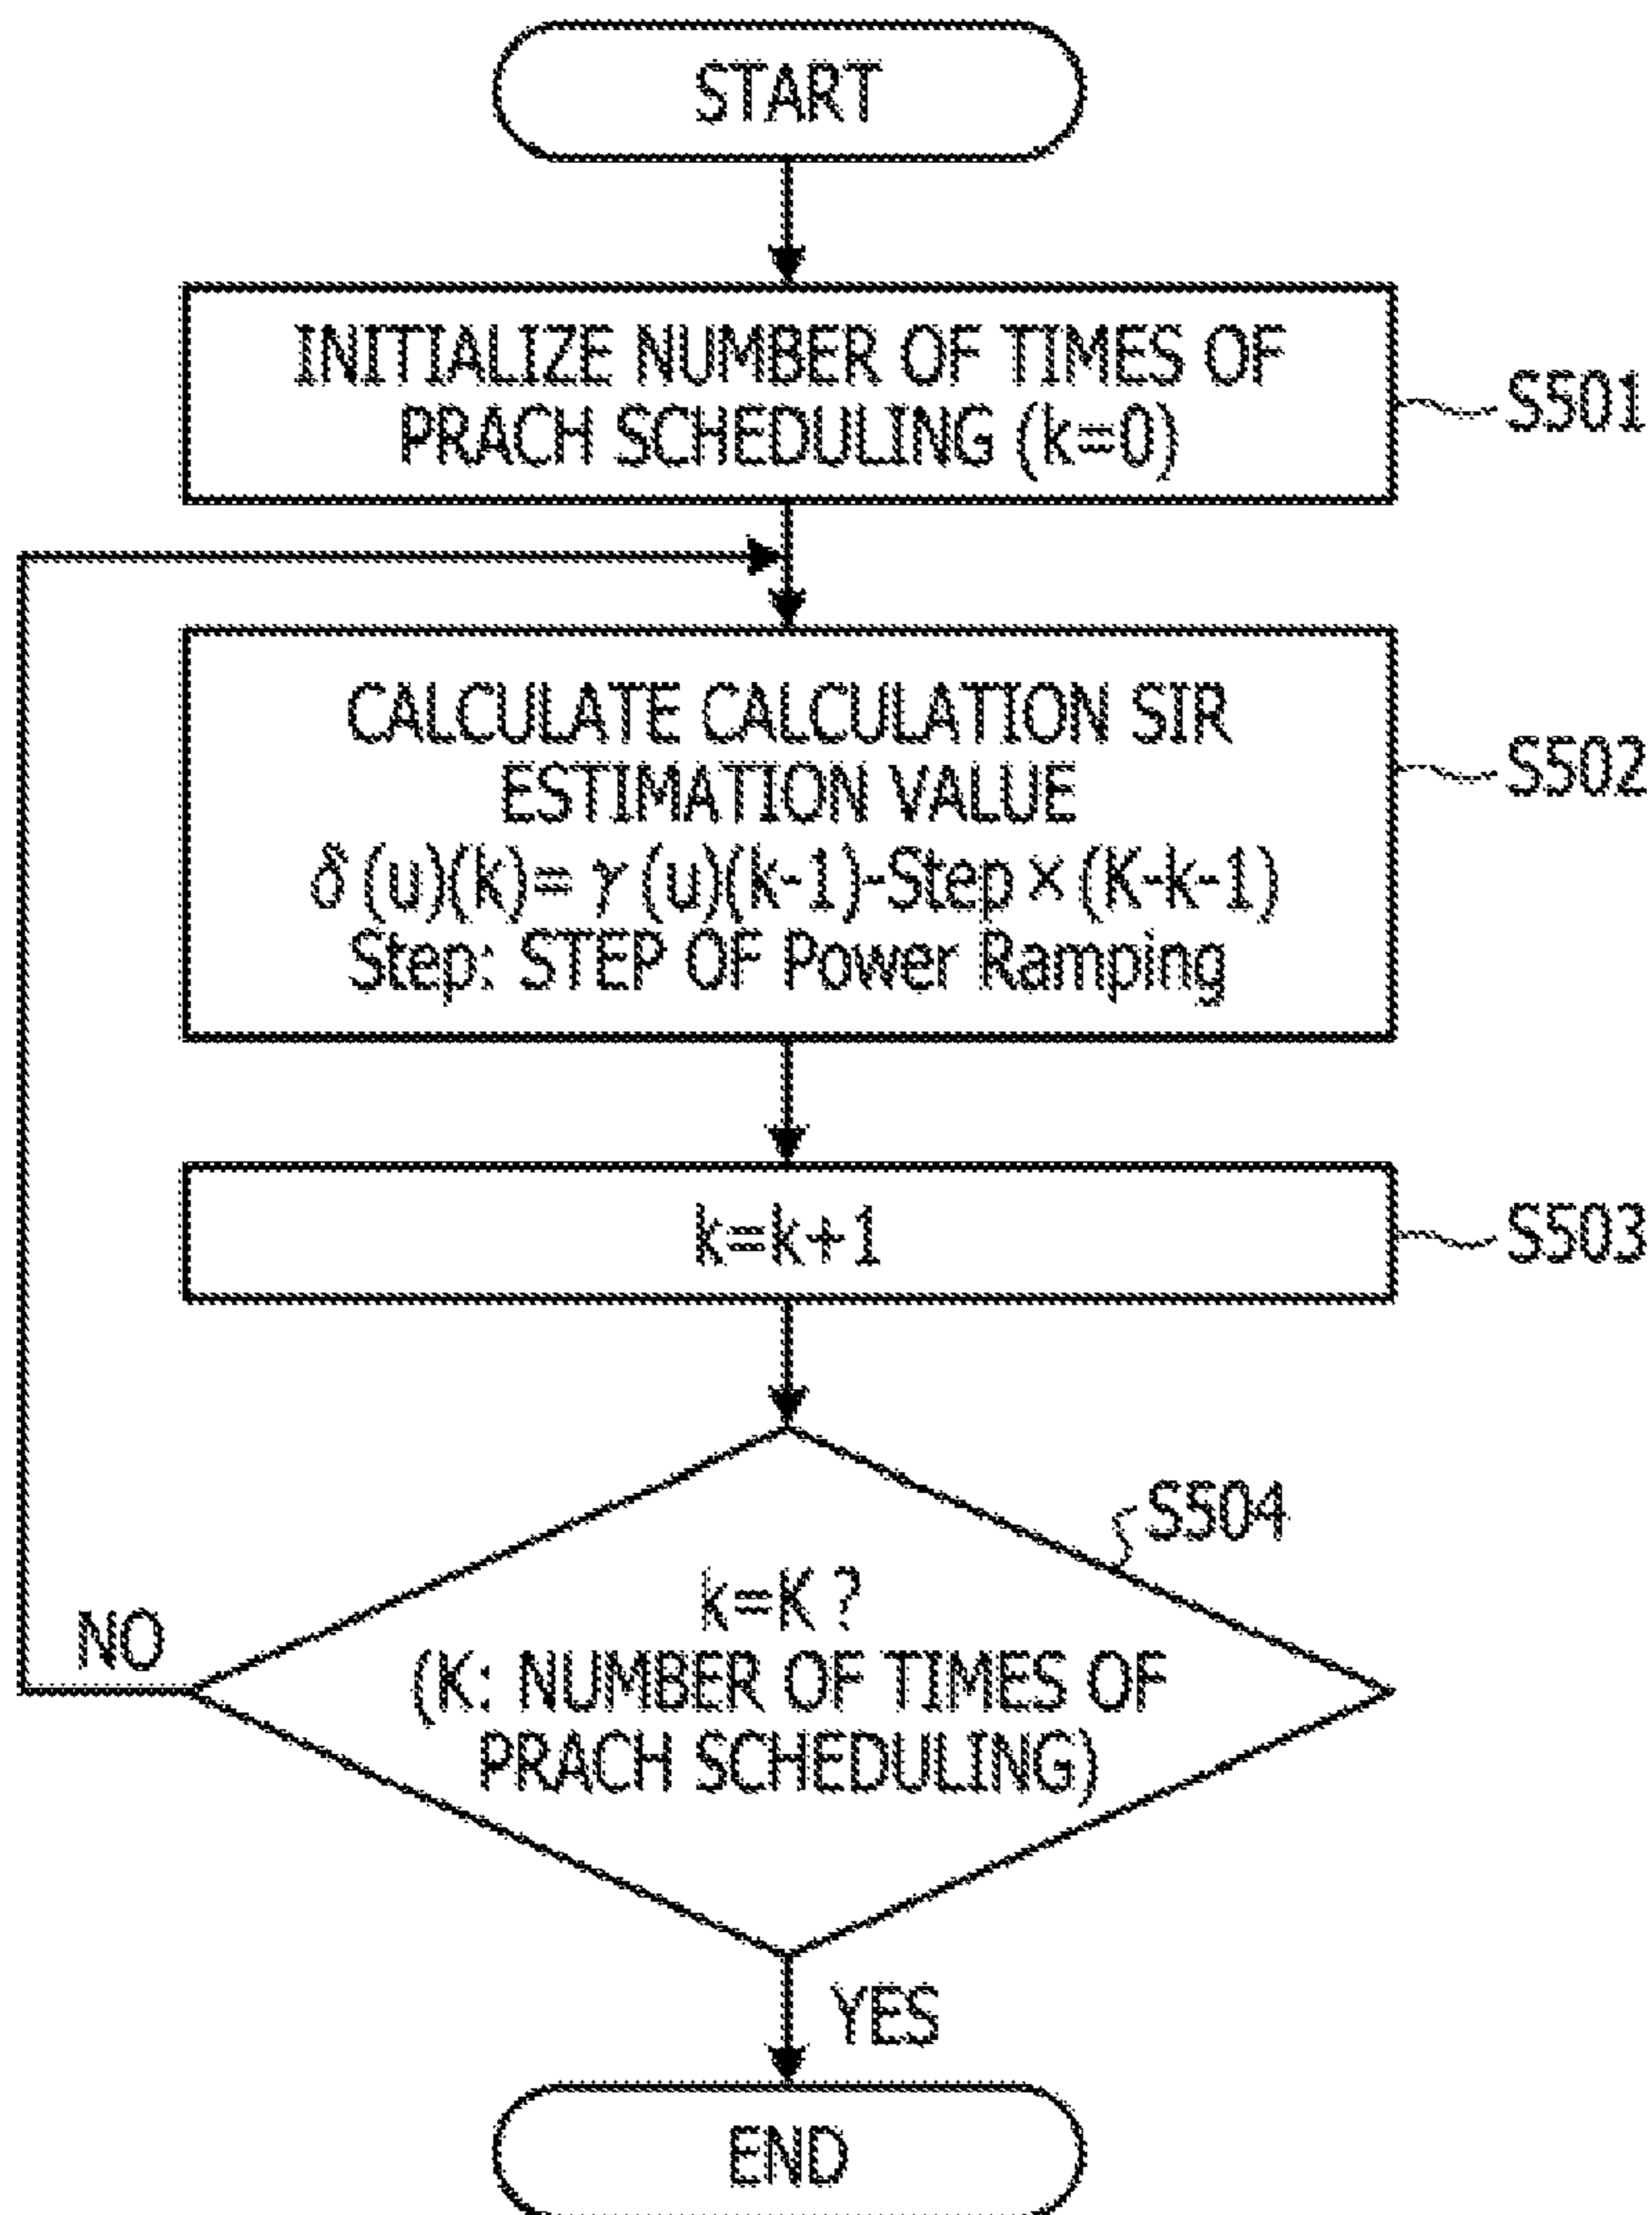 START
INITIALIZE NUMBER OF TIMES OF
PRACH SCHEDULING (k=0)
S501
CALCULATE CALCULATION SIR
ESTIMATION VALUE
δ(u)(k)= γ(u)(k-1)-Step×(K-k-1)
Step: STEP OF Power Ramping
S502
k=k+1
S503
S504
k=K ?
(K: NUMBER OF TIMES OF
PRACH SCHEDULING)
NO
YES
END